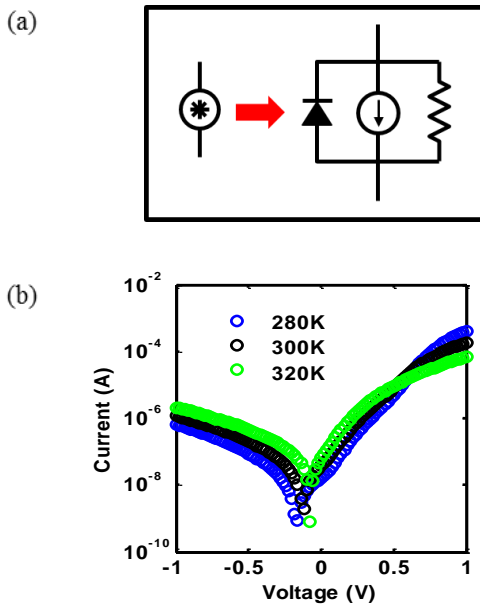 (a)
(b)
10⁻²
10⁻⁴
10⁻⁶
10⁻⁸
10⁻¹⁰
Current (A)
280K
300K
320K
-1 -0.5 0 0.5 1
Voltage (V)